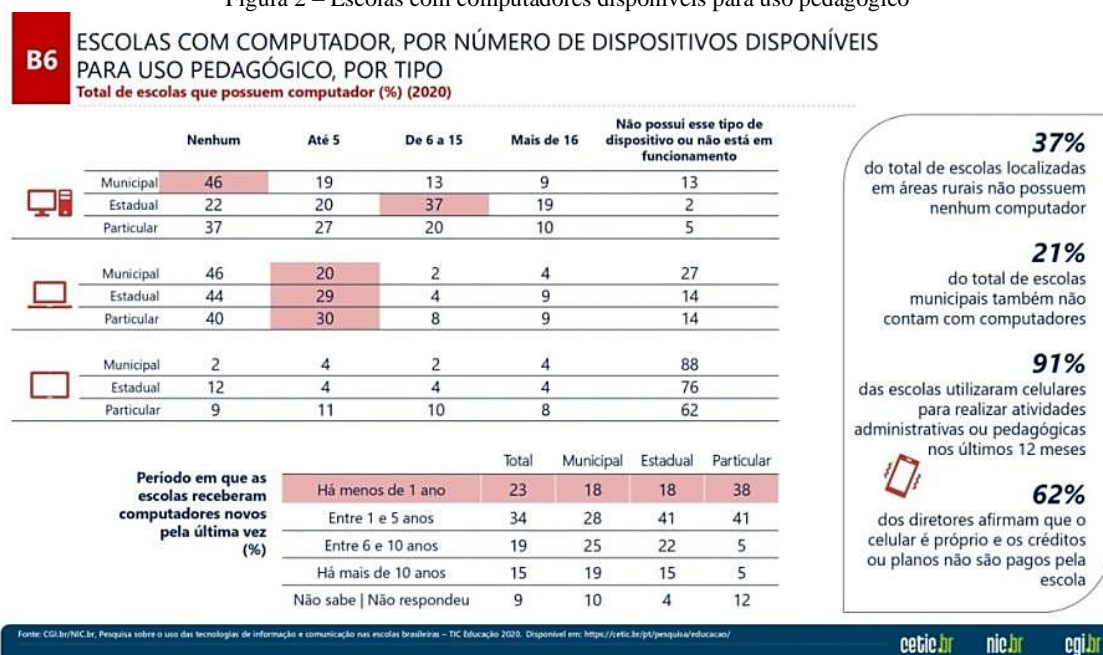 Figura 2 – Escolas com computadores disponíveis para uso pedagógico
B6
ESCOLAS COM COMPUTADOR, POR NÚMERO DE DISPOSITIVOS DISPONÍVEIS
PARA USO PEDAGÓGICO, POR TIPO
Total de escolas que possuem computador (%) (2020)
Nenhum Até 5 De 6 a 15 Mais de 16 Não possui esse tipo de
dispositivo ou não está em
funcionamento
Municipal 46 19 13 9 13
Estadual 22 20 37 19 2
Particular 37 27 20 10 5
Municipal 46 20 2 4 27
Estadual 44 29 4 9 14
Particular 40 30 8 9 14
Municipal 2 4 2 4 88
Estadual 12 4 4 4 76
Particular 9 11 10 8 62
Período em que as
escolas receberam
computadores novos
pela última vez
(%)
Total Municipal Estadual Particular
Há menos de 1 ano 23 18 18 38
Entre 1 e 5 anos 34 28 41 41
Entre 6 e 10 anos 19 25 22 5
Há mais de 10 anos 15 19 15 5
Não sabe | Não respondeu 9 10 4 12
37%
do total de escolas localizadas
em áreas rurais não possuem
nenhum computador
21%
do total de escolas
municipais também não
contam com computadores
91%
das escolas utilizaram celulares
para realizar atividades
administrativas ou pedagógicas
nos últimos 12 meses
62%
dos diretores afirmam que o
celular é próprio e os créditos
ou planos não são pagos pela
escola
Fonte: CGI.br/NIC.br, Pesquisa sobre o uso das tecnologias de informação e comunicação nas escolas brasileiras – TIC Educação 2020. Disponível em: https://cetic.br/pt/pesquisa/educacao/
cetic.br nic.br cgi.br